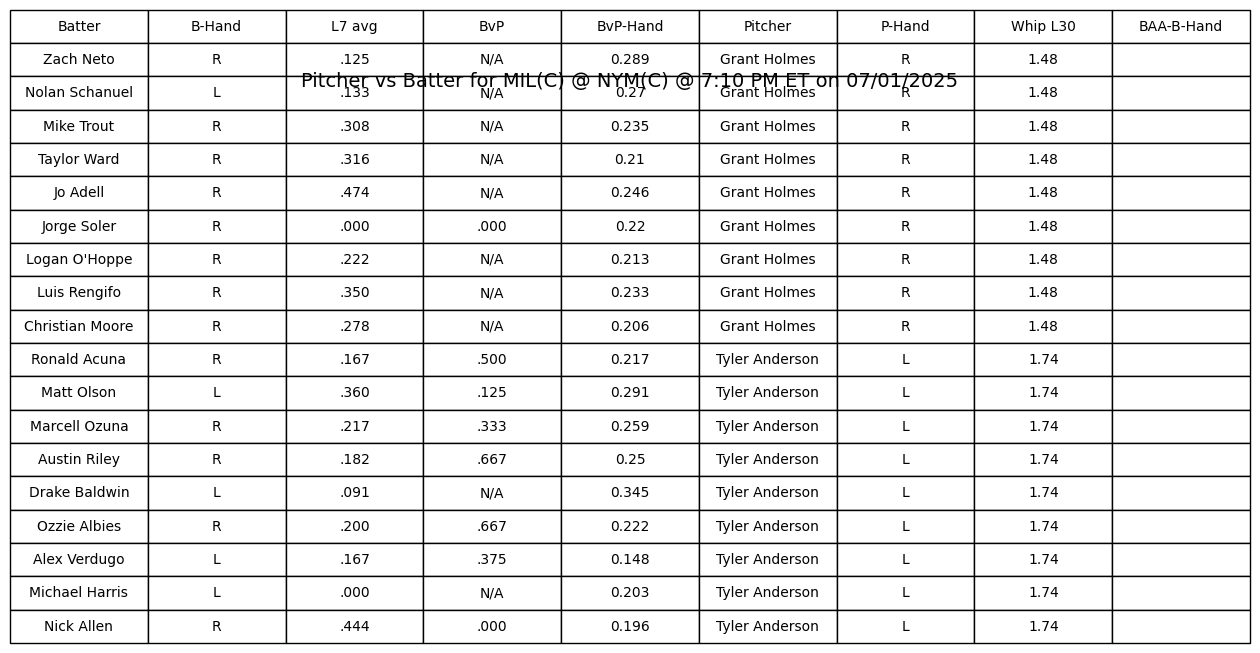 Batter B-Hand L7 avg BvP BvP-Hand Pitcher P-Hand Whip L30 BAA-B-Hand
Zach Neto R .125 N/A 0.289 Grant Holmes R 1.48
Pitcher vs Batter for MIL(C) @ NYM(C) @ 7:10 PM ET on 07/01/2025
Nolan Schanuel L .133 N/A 0.27 Grant Holmes R 1.48
Mike Trout R .308 N/A 0.235 Grant Holmes R 1.48
Taylor Ward R .316 N/A 0.21 Grant Holmes R 1.48
Jo Adell R .474 N/A 0.246 Grant Holmes R 1.48
Jorge Soler R .000 .000 0.22 Grant Holmes R 1.48
Logan O'Hoppe R .222 N/A 0.213 Grant Holmes R 1.48
Luis Rengifo R .350 N/A 0.233 Grant Holmes R 1.48
Christian Moore R .278 N/A 0.206 Grant Holmes R 1.48
Ronald Acuna R .167 .500 0.217 Tyler Anderson L 1.74
Matt Olson L .360 .125 0.291 Tyler Anderson L 1.74
Marcell Ozuna R .217 .333 0.259 Tyler Anderson L 1.74
Austin Riley R .182 .667 0.25 Tyler Anderson L 1.74
Drake Baldwin L .091 N/A 0.345 Tyler Anderson L 1.74
Ozzie Albies R .200 .667 0.222 Tyler Anderson L 1.74
Alex Verdugo L .167 .375 0.148 Tyler Anderson L 1.74
Michael Harris L .000 N/A 0.203 Tyler Anderson L 1.74
Nick Allen R .444 .000 0.196 Tyler Anderson L 1.74